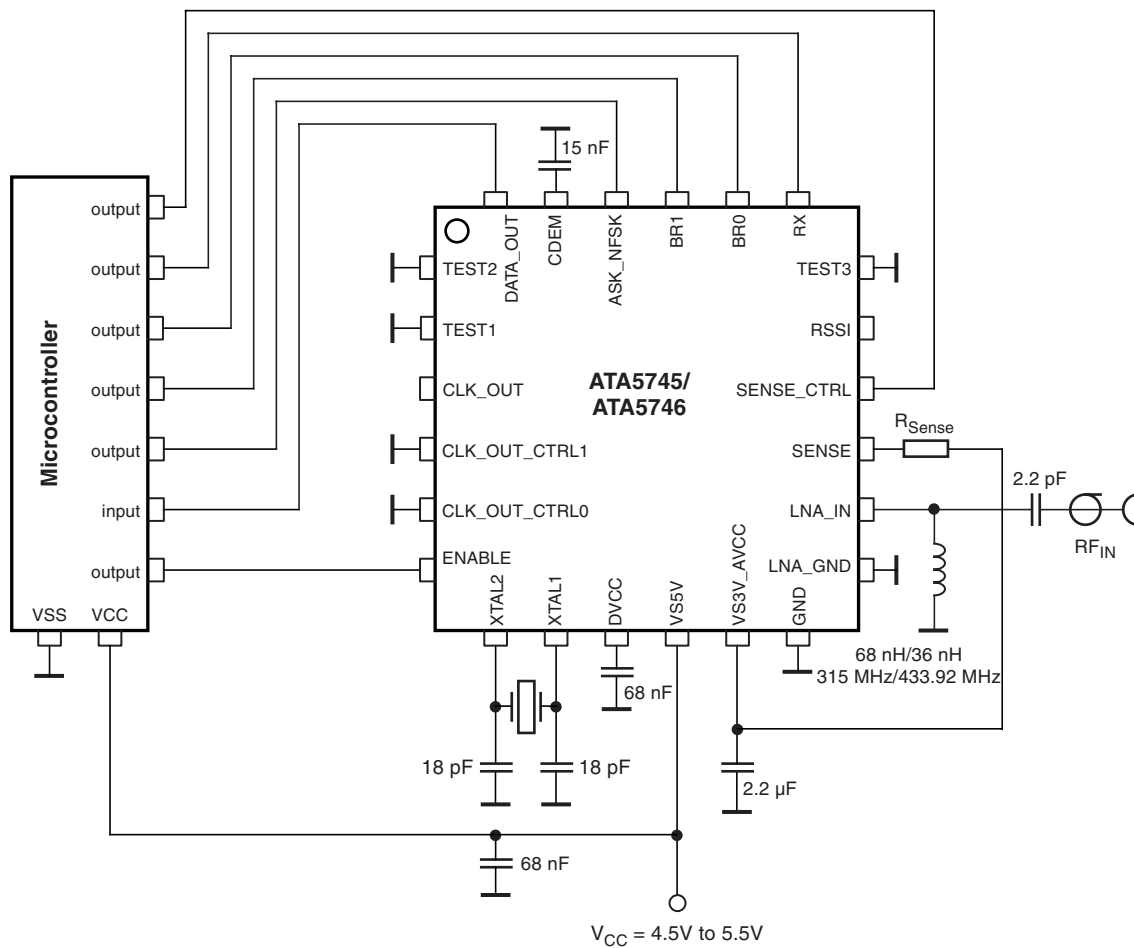 15 nF
output
output
output
output
output
input
output
Microcontroller
VSS
VCC
DATA_OUT
CDEM
ASK_NFSK
BR1
BR0
RX
TEST2
TEST1
CLK_OUT
CLK_OUT_CTRL1
CLK_OUT_CTRL0
ENABLE
ATA5745/
ATA5746
TEST3
RSSI
SENSE_CTRL
SENSE
LNA_IN
LNA_GND
XTAL2
XTAL1
DVCC
VS5V
VS3V_AVCC
GND
RSense
2.2 pF
RFIN
68 nH/36 nH
315 MHz/433.92 MHz
68 nF
18 pF
18 pF
2.2 µF
68 nF
VCC = 4.5V to 5.5V